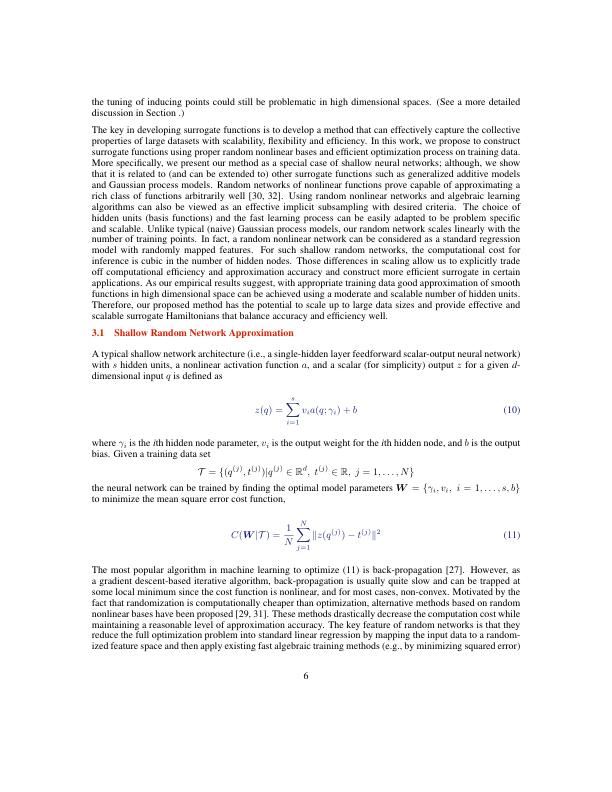 the tuning of inducing points could still be problematic in high dimensional spaces. (See a more detailed
discussion in Section .)
The key in developing surrogate functions is to develop a method that can effectively capture the collective
properties of large datasets with scalability, flexibility and efficiency. In this work, we propose to construct
surrogate functions using proper random nonlinear bases and efficient optimization process on training data.
More specifically, we present our method as a special case of shallow neural networks; although, we show
that it is related to (and can be extended to) other surrogate functions such as generalized additive models
and Gaussian process models. Random networks of nonlinear functions prove capable of approximating a
rich class of functions arbitrarily well [30, 32]. Using random nonlinear networks and algebraic learning
algorithms can also be viewed as an effective implicit subsampling with desired criteria. The choice of
hidden units (basis functions) and the fast learning process can be easily adapted to be problem specific
and scalable. Unlike typical (naive) Gaussian process models, our random network scales linearly with the
number of training points. In fact, a random nonlinear network can be considered as a standard regression
model with randomly mapped features. For such shallow random networks, the computational cost for
inference is cubic in the number of hidden nodes. Those differences in scaling allow us to explicitly trade
off computational efficiency and approximation accuracy and construct more efficient surrogate in certain
applications. As our empirical results suggest, with appropriate training data good approximation of smooth
functions in high dimensional space can be achieved using a moderate and scalable number of hidden units.
Therefore, our proposed method has the potential to scale up to large data sizes and provide effective and
scalable surrogate Hamiltonians that balance accuracy and efficiency well.
3.1 Shallow Random Network Approximation
A typical shallow network architecture (i.e., a single-hidden layer feedforward scalar-output neural network)
with s hidden units, a nonlinear activation function a, and a scalar (for simplicity) output z for a given d-
dimensional input q is defined as
z(q) = ∑_{i=1}^{s} v_i a(q; γ_i) + b (10)
where γ_i is the ith hidden node parameter, v_i is the output weight for the ith hidden node, and b is the output
bias. Given a training data set
𝒯 = {(q^{(j)}, t^{(j)})|q^{(j)} ∈ ℝ^d, t^{(j)} ∈ ℝ, j = 1, . . . , N}
the neural network can be trained by finding the optimal model parameters W = {γ_i, v_i, i = 1, . . . , s, b}
to minimize the mean square error cost function,
C(W|𝒯) = \frac{1}{N} ∑_{j=1}^{N} ‖z(q^{(j)}) − t^{(j)}‖² (11)
The most popular algorithm in machine learning to optimize (11) is back-propagation [27]. However, as
a gradient descent-based iterative algorithm, back-propagation is usually quite slow and can be trapped at
some local minimum since the cost function is nonlinear, and for most cases, non-convex. Motivated by the
fact that randomization is computationally cheaper than optimization, alternative methods based on random
nonlinear bases have been proposed [29, 31]. These methods drastically decrease the computation cost while
maintaining a reasonable level of approximation accuracy. The key feature of random networks is that they
reduce the full optimization problem into standard linear regression by mapping the input data to a random-
ized feature space and then apply existing fast algebraic training methods (e.g., by minimizing squared error)
6